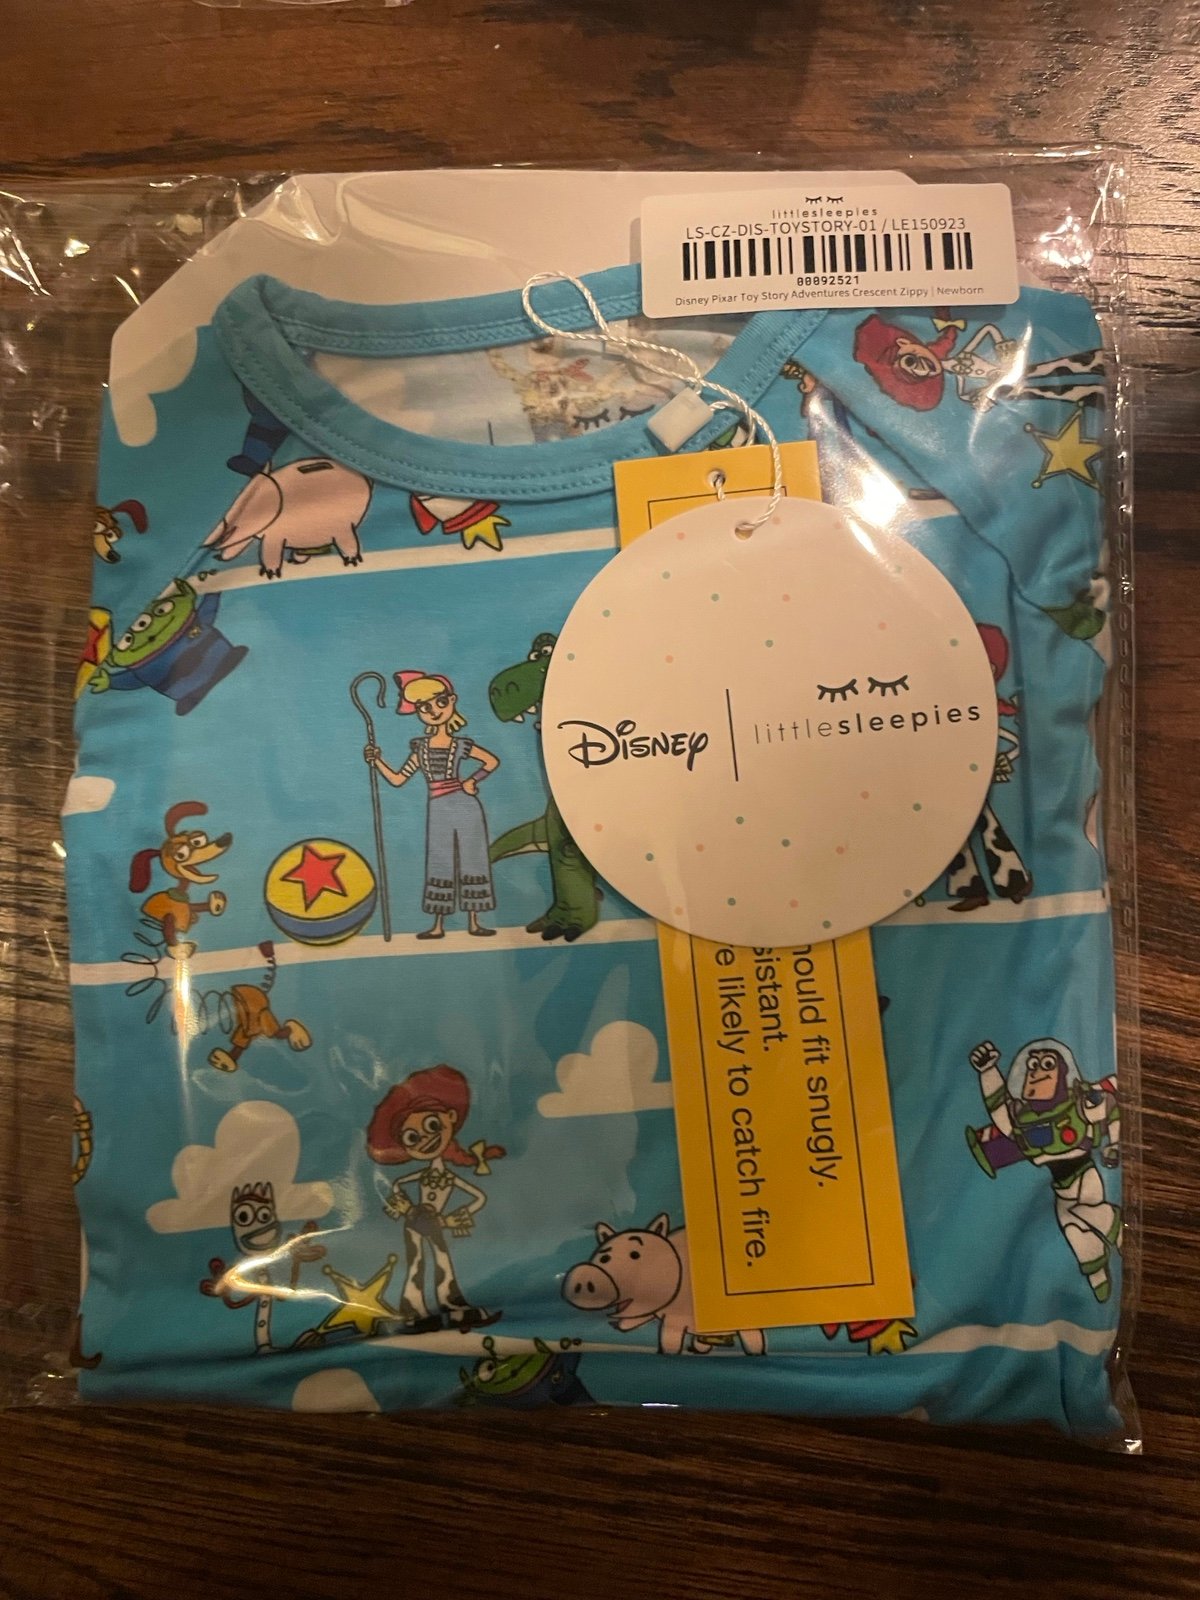 littlesleepies
LS-CZ-DIS-TOYSTORY-01 / LE150923
00092521
Disney Pixar Toy Story Adventures Crescent Zippy | Newborn
Disney | littlesleepies
hould fit snugly.
sistant.
e likely to catch fire.